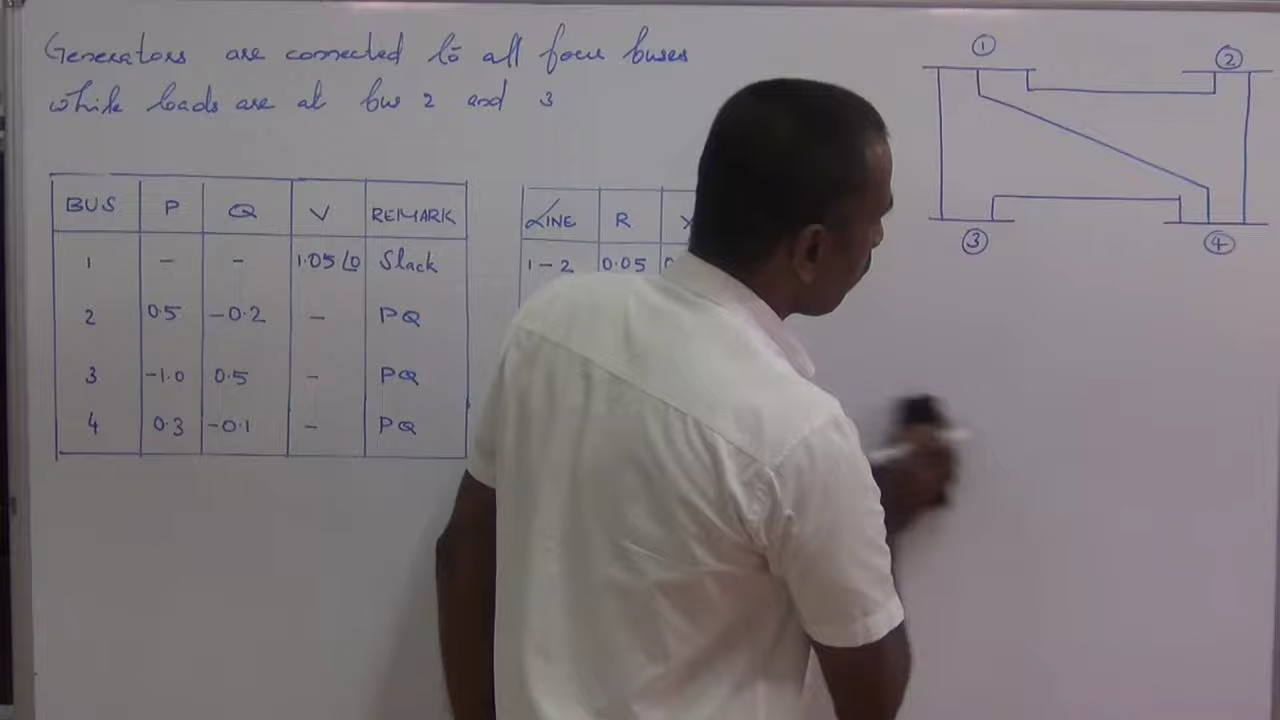 Generators are connected to all four buses
while loads are at bus 2 and 3
BUS P Q V REMARK
1 - - 1.05∠0 Slack
2 0.5 -0.2 - PQ
3 -1.0 0.5 - PQ
4 0.3 -0.1 - PQ
LINE R
1-2 0.05
1
2
3
4